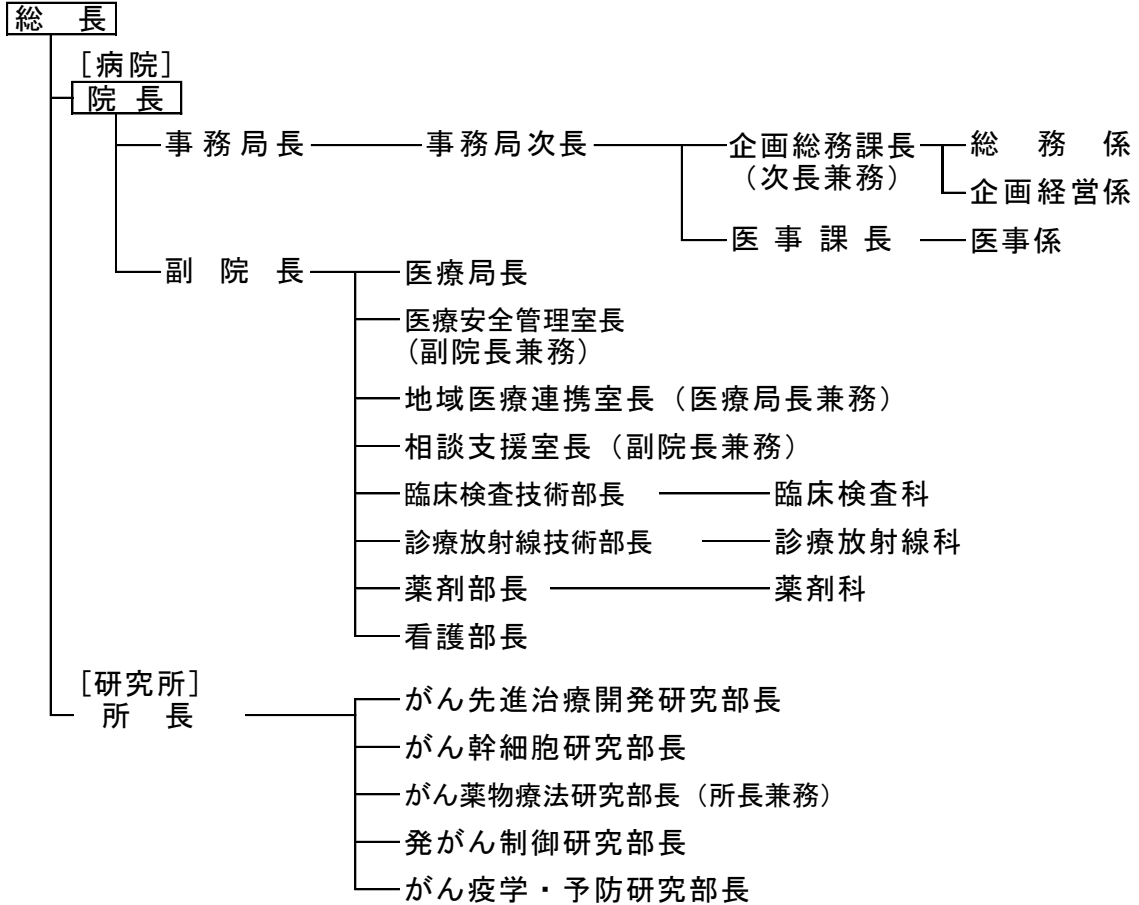 総長
［病院］
院長
事務局長 事務局次長 企画総務課長 総務係
（次長兼務） 企画経営係
医事課長 医事係
副院長 医療局長
医療安全管理室長
（副院長兼務）
地域医療連携室長（医療局長兼務）
相談支援室長（副院長兼務）
臨床検査技術部長 臨床検査科
診療放射線技術部長 診療放射線科
薬剤部長 薬剤科
看護部長
［研究所］
所長 がん先進治療開発研究部長
がん幹細胞研究部長
がん薬物療法研究部長（所長兼務）
発がん制御研究部長
がん疫学・予防研究部長